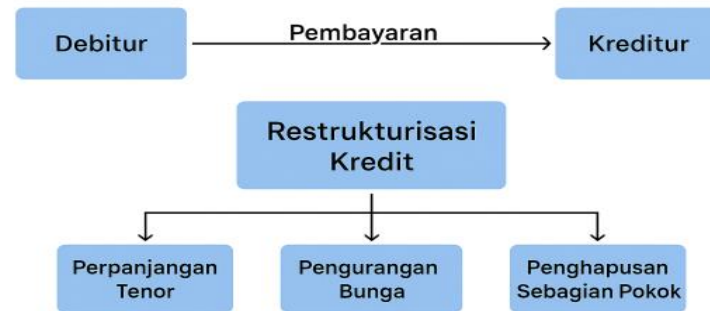 Debitur
Pembayaran
Kreditur
Restrukturisasi
Kredit
Perpanjangan
Tenor
Pengurangan
Bunga
Penghapusan
Sebagian Pokok